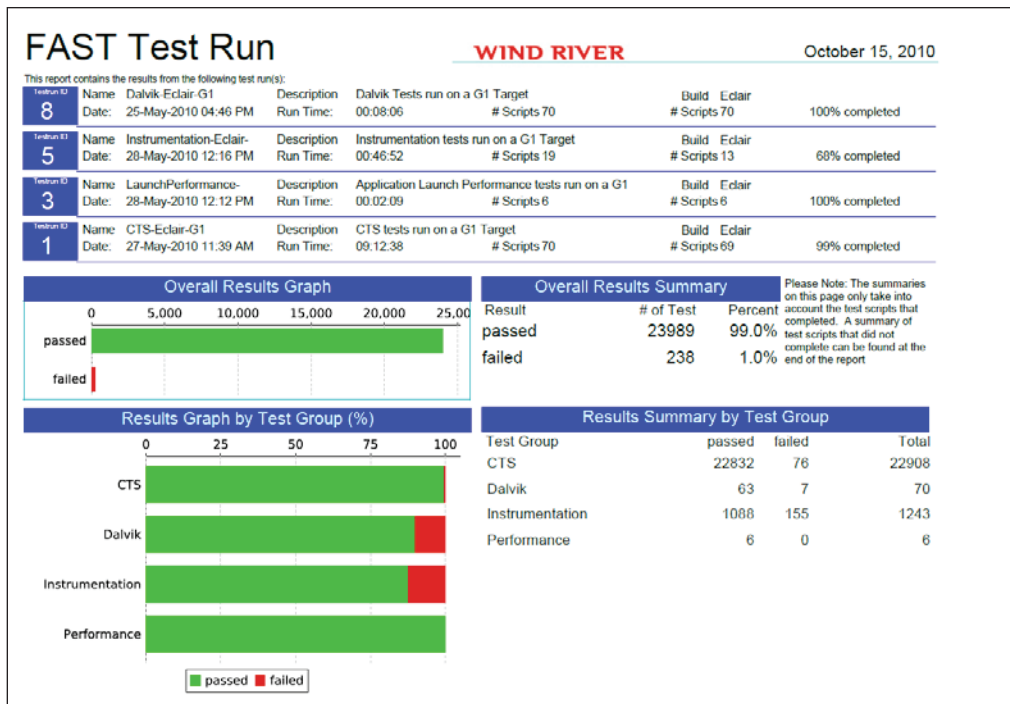 FAST Test Run
WIND RIVER
October 15, 2010
This report contains the results from the following test run(s):
Testrun ID
8
Name Dalvik-Eclair-G1 Description Dalvik Tests run on a G1 Target Build Eclair
Date: 25-May-2010 04:46 PM Run Time: 00:08:06 # Scripts 70 # Scripts 70 100% completed
Testrun ID
5
Name Instrumentation-Eclair- Description Instrumentation tests run on a G1 Target Build Eclair
Date: 28-May-2010 12:16 PM Run Time: 00:46:52 # Scripts 19 # Scripts 13 68% completed
Testrun ID
3
Name LaunchPerformance- Description Application Launch Performance tests run on a G1 Build Eclair
Date: 28-May-2010 12:12 PM Run Time: 00:02:09 # Scripts 6 # Scripts 6 100% completed
Testrun ID
1
Name CTS-Eclair-G1 Description CTS tests run on a G1 Target Build Eclair
Date: 27-May-2010 11:39 AM Run Time: 09:12:38 # Scripts 70 # Scripts 69 99% completed
Overall Results Graph
0 5,000 10,000 15,000 20,000 25,00
passed
failed
Overall Results Summary
Result # of Test Percent
passed 23989 99.0%
failed 238 1.0%
Please Note: The summaries
on this page only take into
account the test scripts that
completed. A summary of
test scripts that did not
complete can be found at the
end of the report
Results Graph by Test Group (%)
0 25 50 75 100
CTS
Dalvik
Instrumentation
Performance
passed failed
Results Summary by Test Group
Test Group passed failed Total
CTS 22832 76 22908
Dalvik 63 7 70
Instrumentation 1088 155 1243
Performance 6 0 6